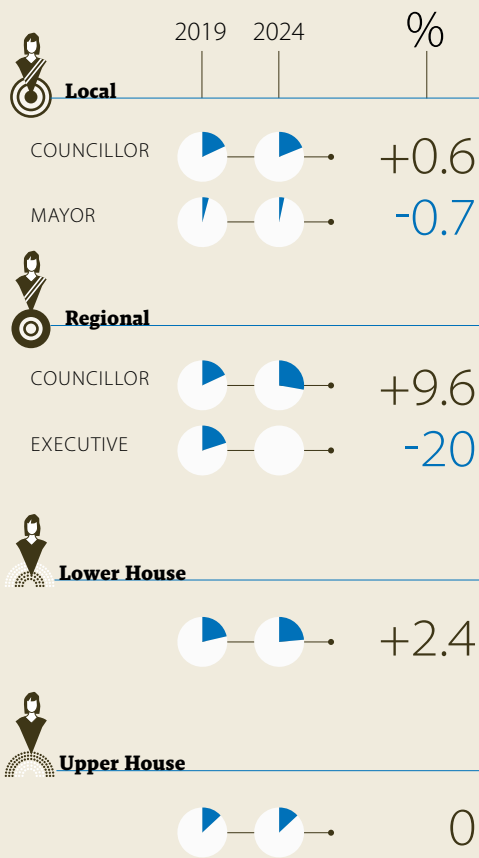 2019 2024 %
Local
COUNCILLOR +0.6
MAYOR -0.7
Regional
COUNCILLOR +9.6
EXECUTIVE -20
Lower House
+2.4
Upper House
0